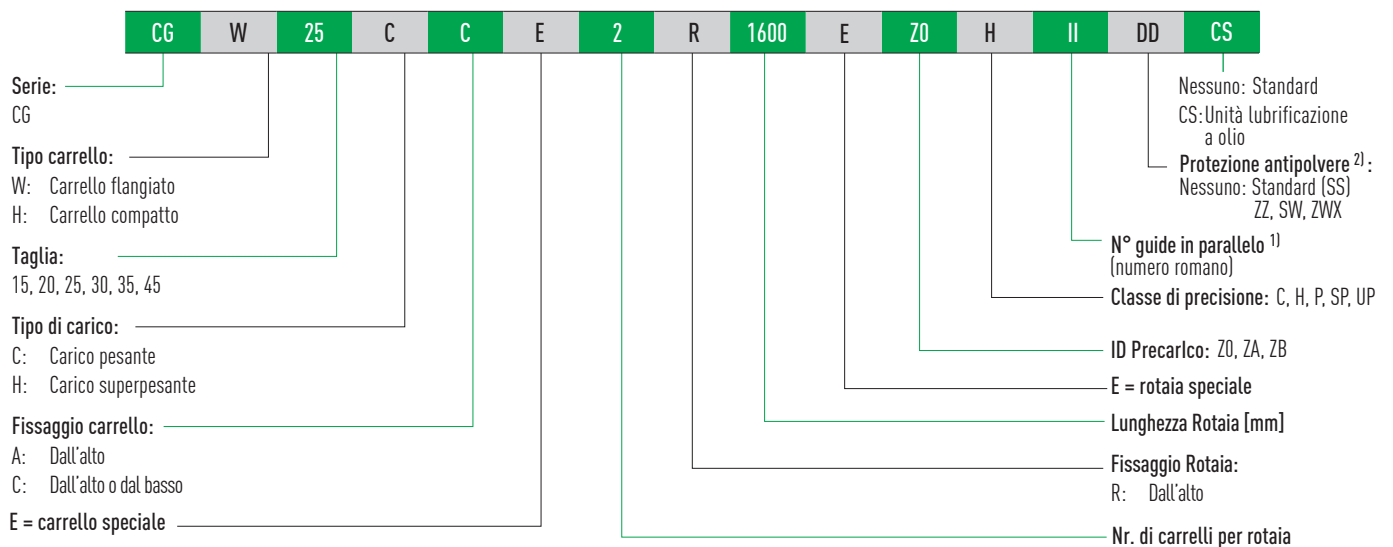 CG W 25 C C E 2 R 1600 E Z0 H II DD CS
Serie:
CG
Tipo carrello:
W: Carrello flangiato
H: Carrello compatto
Taglia:
15, 20, 25, 30, 35, 45
Tipo di carico:
C: Carico pesante
H: Carico superpesante
Fissaggio carrello:
A: Dall'alto
C: Dall'alto o dal basso
E = carrello speciale
Nessuno: Standard
CS: Unità lubrificazione
a olio
Protezione antipolvere 2) :
Nessuno: Standard (SS)
ZZ, SW, ZWX
N° guide in parallelo 1)
(numero romano)
Classe di precisione: C, H, P, SP, UP
ID PrecarIco: Z0, ZA, ZB
E = rotaia speciale
Lunghezza Rotaia [mm]
Fissaggio Rotaia:
R: Dall'alto
Nr. di carrelli per rotaia